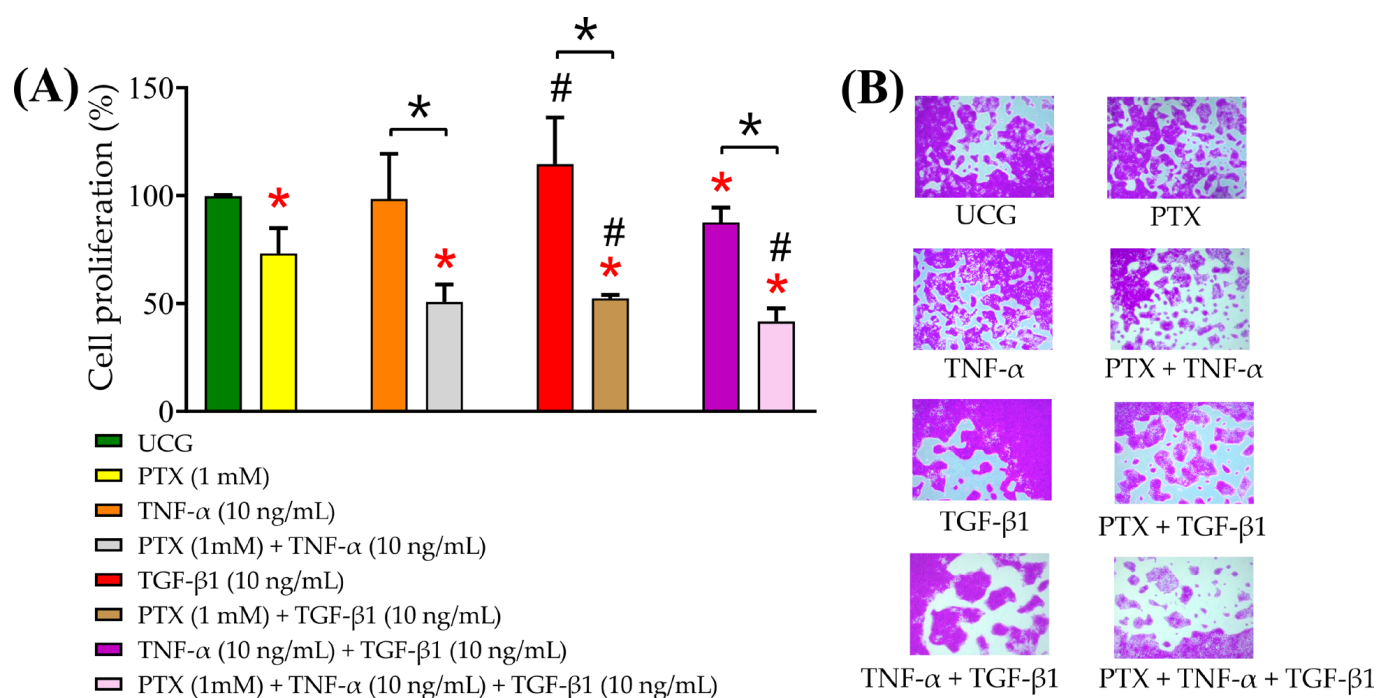 (A)
Cell proliferation (%)
150
100
50
0
*
*
*
*
*
#
#
*
*
*
#
*
UCG
PTX (1 mM)
TNF-α (10 ng/mL)
PTX (1mM) + TNF-α (10 ng/mL)
TGF-β1 (10 ng/mL)
PTX (1 mM) + TGF-β1 (10 ng/mL)
TNF-α (10 ng/mL) + TGF-β1 (10 ng/mL)
PTX (1mM) + TNF-α (10 ng/mL) + TGF-β1 (10 ng/mL)
(B)
UCG
PTX
TNF-α
PTX + TNF-α
TGF-β1
PTX + TGF-β1
TNF-α + TGF-β1
PTX + TNF-α + TGF-β1